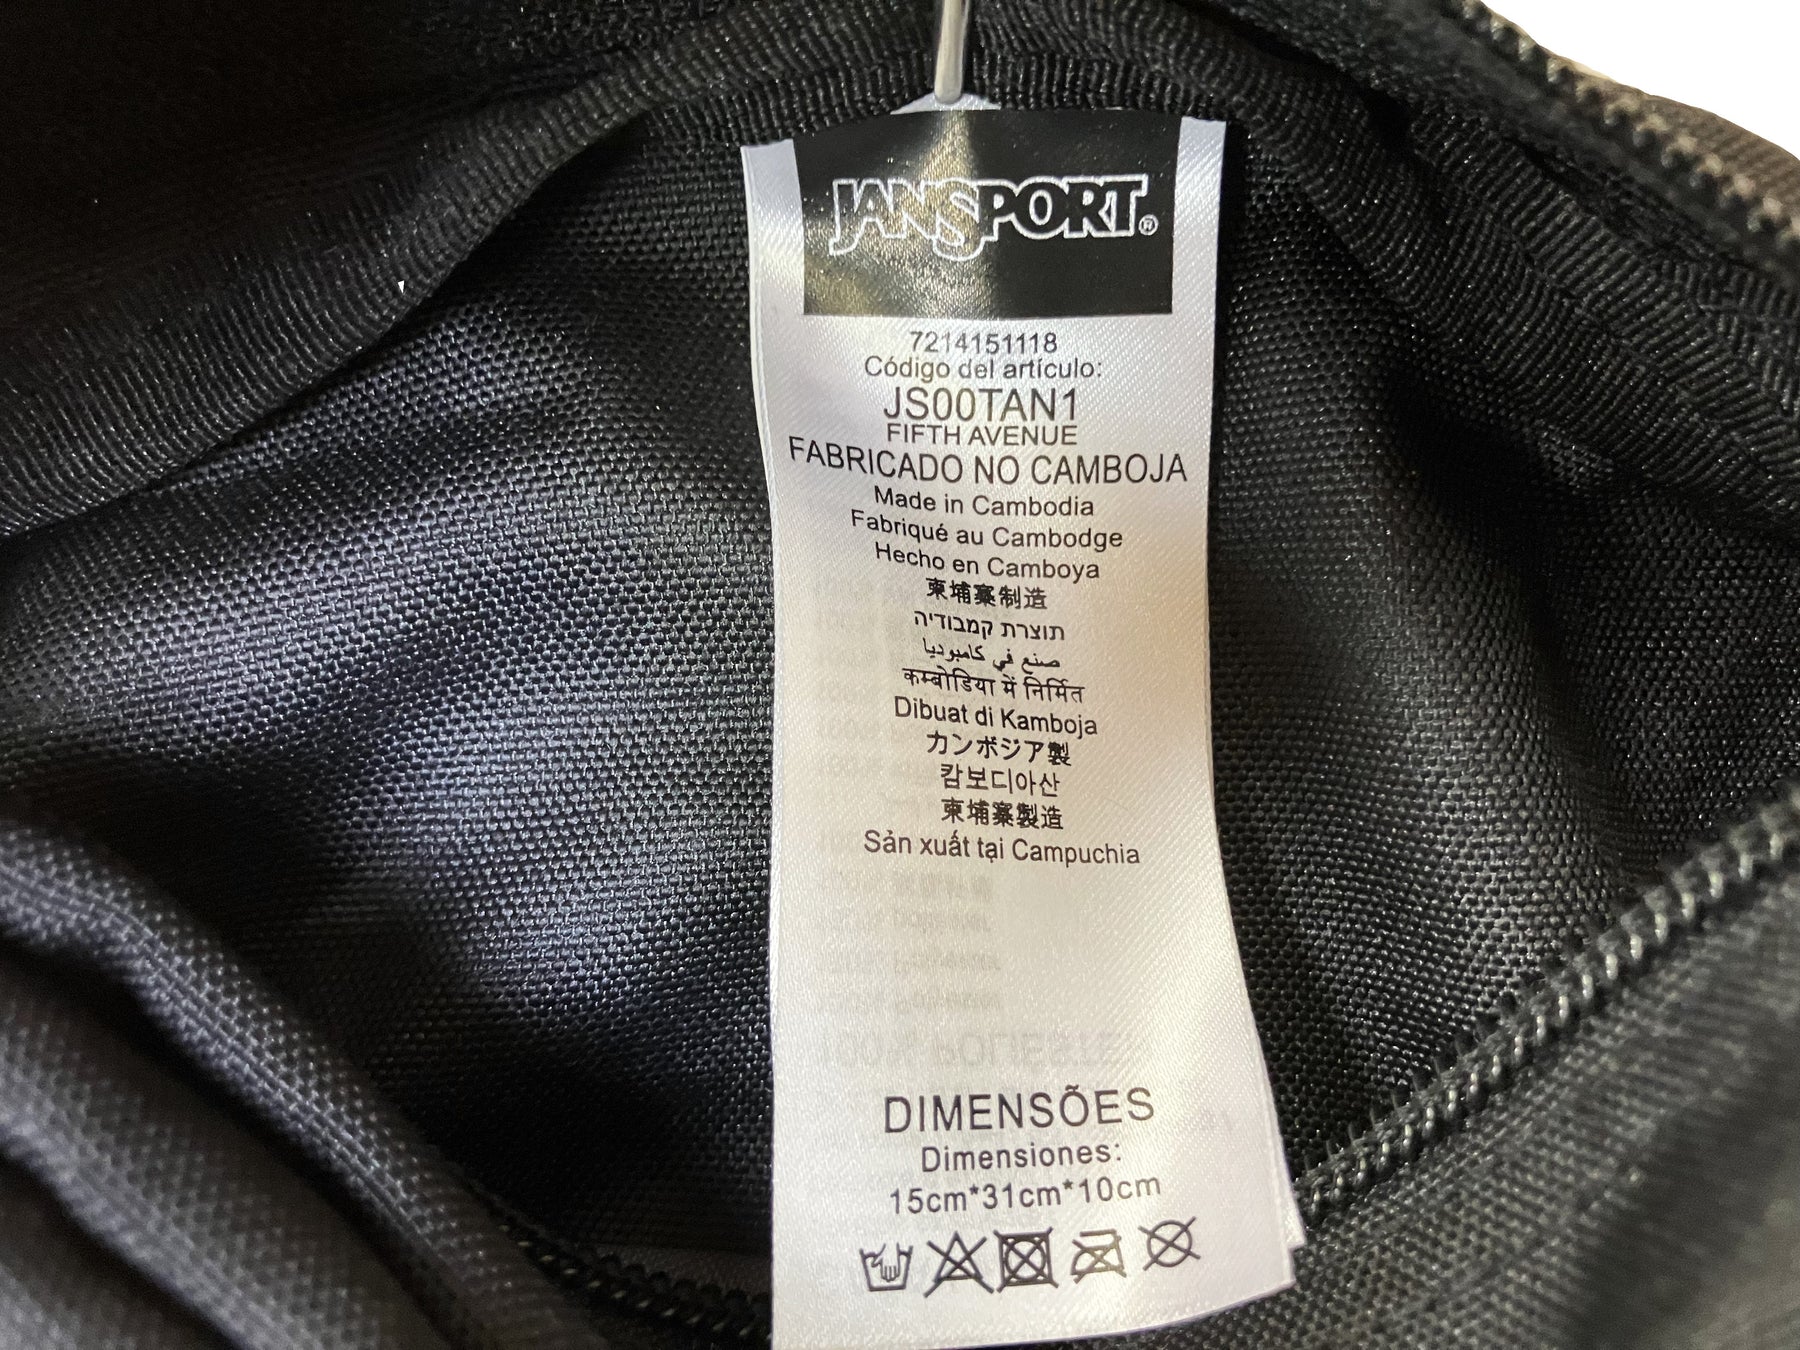 JANSPORT®
7214151118
Código del artículo:
JS00TAN1
FIFTH AVENUE
FABRICADO NO CAMBOJA
Made in Cambodia
Fabriqué au Cambodge
Hecho en Camboya
柬埔寨制造
תוצרת קמבודיה
صنع في كامبوديا
कम्बोडिया में निर्मित
Dibuat di Kamboja
カンボジア製
캄보디아산
柬埔寨製造
Sản xuất tại Campuchia
DIMENSÕES
Dimensiones:
15cm*31cm*10cm